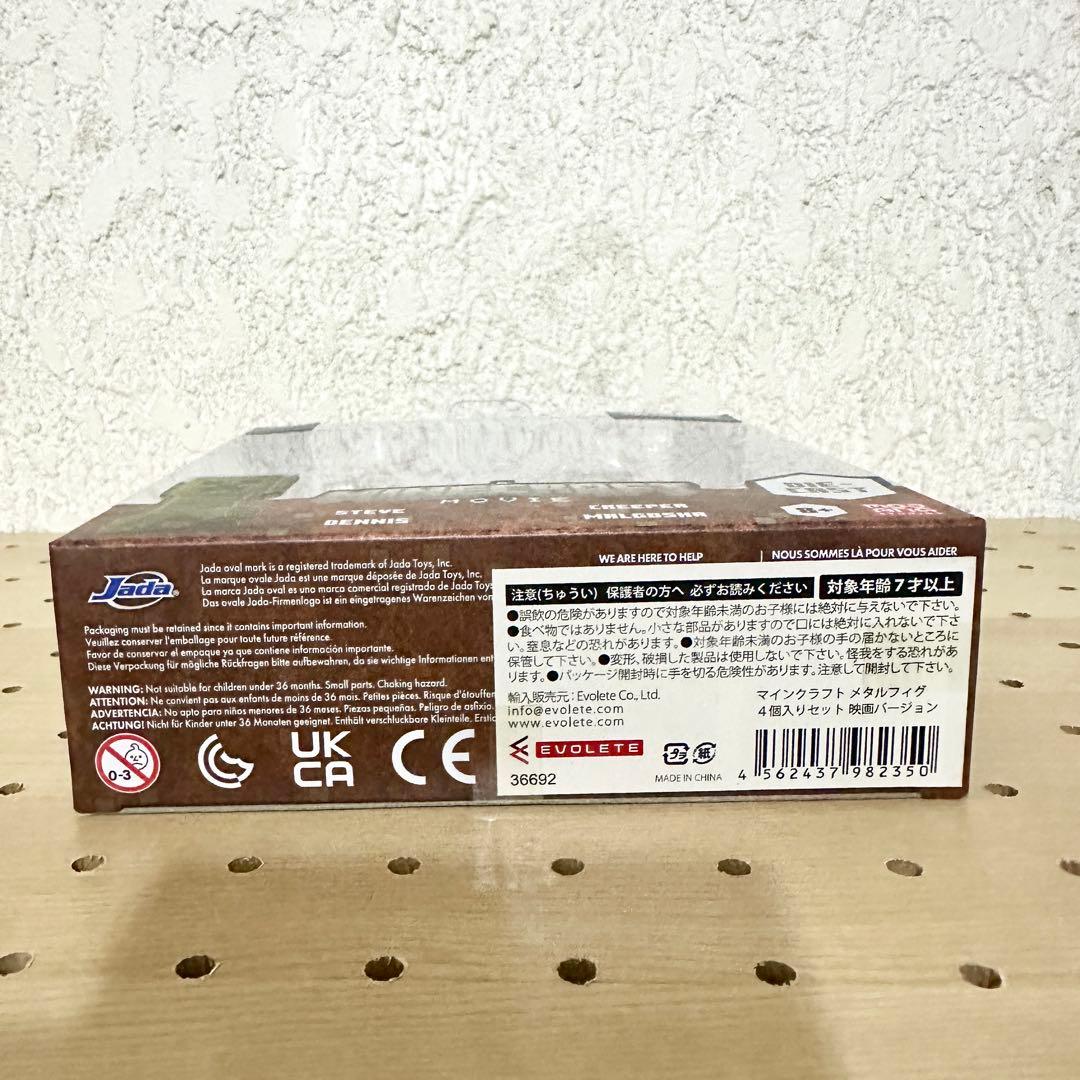 MOVIE
STEVE
DENNIS
CREEPER
MALGOSHA
DIE-CAST
8+
Jada
Jada oval mark is a registered trademark of Jada Toys, Inc.
La marque ovale Jada est une marque déposée de Jada Toys, Inc.
La marca Jada oval es una marca comercial registrada de Jada Toys
Das ovale Jada-Firmenlogo ist ein eingetragenes Warenzeichen von
Packaging must be retained since it contains important information.
Veuillez conserver l'emballage pour toute future référence.
Favor de conservar el empaque ya que contiene información importante.
Diese Verpackung für mögliche Rückfragen bitte aufbewahren, da sie wichtige Informationen ent
WARNING: Not suitable for children under 36 months. Small parts. Choking hazard.
ATTENTION: Ne convient pas aux enfants de moins de 36 mois. Petites pièces. Risque d'étouffer
ADVERTENCIA: No apto para niños menores de 36 meses. Piezas pequeñas. Peligro de asfixia.
ACHTUNG! Nicht für Kinder unter 36 Monaten geeignet. Enthält verschluckbare Kleinteile. Erstic
0-3
UK
CA
CE
WE ARE HERE TO HELP
NOUS SOMMES LÀ POUR VOUS AIDER
注意(ちゅうい) 保護者の方へ 必ずお読みください
対象年齢7才以上
●誤飲の危険がありますので対象年齢未満のお子様には絶対に与えないで下さい。
●食べ物ではありません。小さな部品がありますので口には絶対に入れないで下さい。窒息などの恐れがあります。●対象年齢未満のお子様の手の届かないところに保管して下さい。●変形、破損した製品は使用しないで下さい。怪我をする恐れがあります。●パッケージ開封時に手を切る危険性があります。注意して開封して下さい。
輸入販売元:Evolete Co., Ltd.
info@evolete.com
www.evolete.com
EVOLETE
36692
マインクラフト メタルフィグ
4個入りセット 映画バージョン
プラ
紙
MADE IN CHINA
4 562437 982350